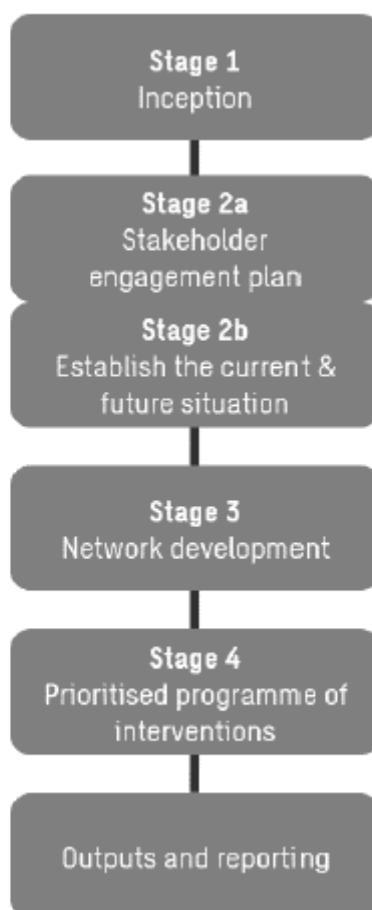 Stage 1
Inception
Stage 2a
Stakeholder
engagement plan
Stage 2b
Establish the current &
future situation
Stage 3
Network development
Stage 4
Prioritised programme of
interventions
Outputs and reporting